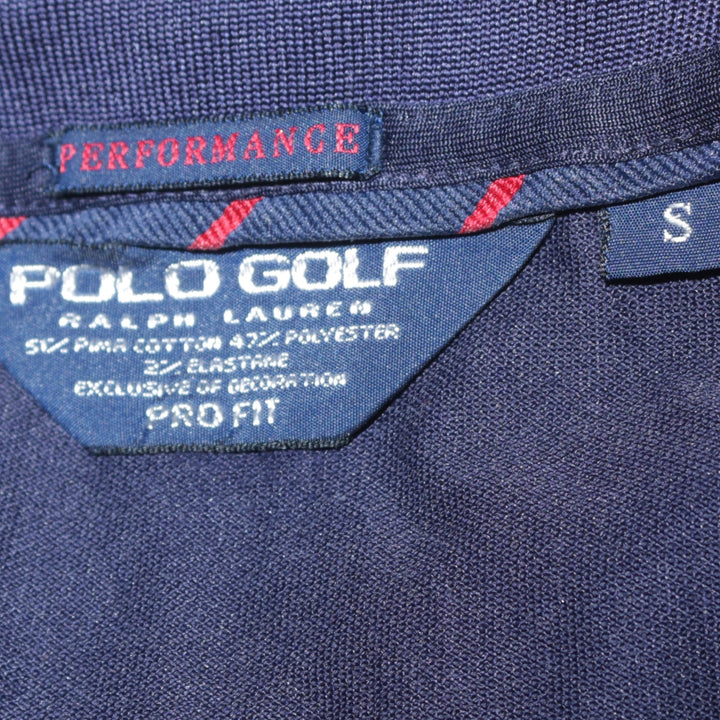 PERFORMANCE
S
POLO GOLF
RALPH LAUREN
51% PIMA COTTON 47% POLYESTER
2% ELASTANE
EXCLUSIVE OF DECORATION
PRO FIT